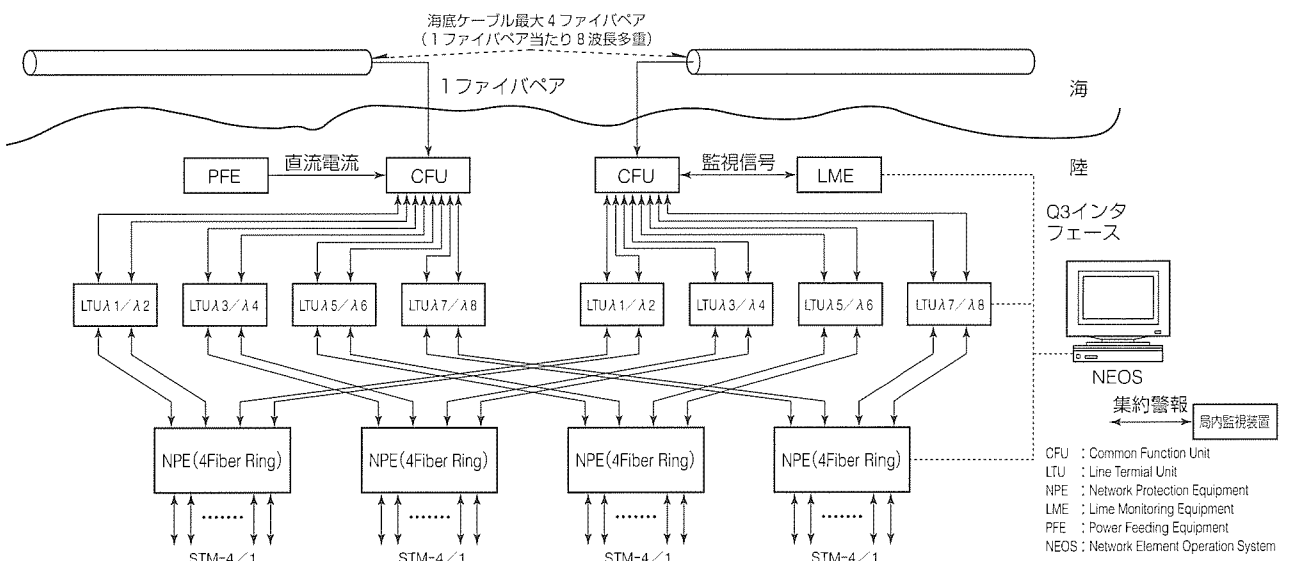 海底ケーブル最大4ファイバペア
(1ファイバペア当たり8波長多重)
1ファイバペア
海
陸
PFE
直流電流
CFU
CFU
監視信号
LME
Q3インタ
フェース
LTUλ1/λ2
LTUλ3/λ4
LTUλ5/λ6
LTUλ7/λ8
LTUλ1/λ2
LTUλ3/λ4
LTUλ5/λ6
LTUλ7/λ8
NEOS
集約警報
局内監視装置
NPE(4Fiber Ring)
NPE(4Fiber Ring)
NPE(4Fiber Ring)
NPE(4Fiber Ring)
STM-4/1
STM-4/1
STM-4/1
STM-4/1
CFU : Common Function Unit
LTU : Line Termial Unit
NPE : Network Protection Equipment
LME : Lime Monitoring Equipment
PFE : Power Feeding Equipment
NEOS : Network Element Operation System